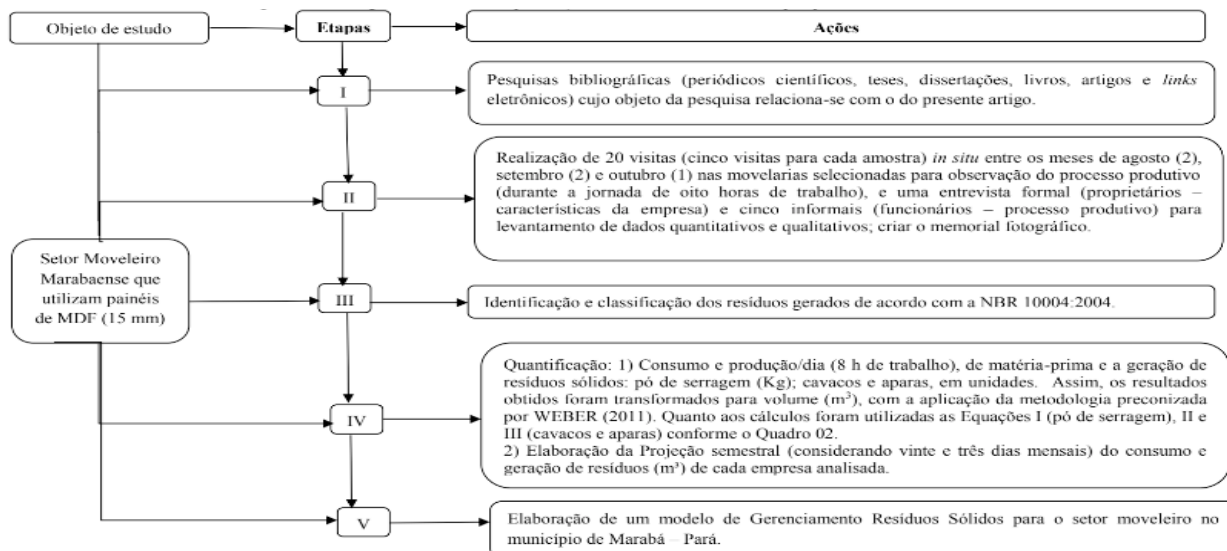 Objeto de estudo
Etapas
Ações
I
Pesquisas bibliográficas (periódicos científicos, teses, dissertações, livros, artigos e links
eletrônicos) cujo objeto da pesquisa relaciona-se com o do presente artigo.
II
Realização de 20 visitas (cinco visitas para cada amostra) in situ entre os meses de agosto (2),
setembro (2) e outubro (1) nas movelarias selecionadas para observação do processo produtivo
(durante a jornada de oito horas de trabalho), e uma entrevista formal (proprietários –
características da empresa) e cinco informais (funcionários – processo produtivo) para
levantamento de dados quantitativos e qualitativos; criar o memorial fotográfico.
Setor Moveleiro
Marabaense que
utilizam painéis
de MDF (15 mm)
III
Identificação e classificação dos resíduos gerados de acordo com a NBR 10004:2004.
IV
Quantificação: 1) Consumo e produção/dia (8 h de trabalho), de matéria-prima e a geração de
resíduos sólidos: pó de serragem (Kg); cavacos e aparas, em unidades. Assim, os resultados
obtidos foram transformados para volume (m³), com a aplicação da metodologia preconizada
por WEBER (2011). Quanto aos cálculos foram utilizadas as Equações I (pó de serragem), II e
III (cavacos e aparas) conforme o Quadro 02.
2) Elaboração da Projeção semestral (considerando vinte e três dias mensais) do consumo e
geração de resíduos (m³) de cada empresa analisada.
V
Elaboração de um modelo de Gerenciamento Resíduos Sólidos para o setor moveleiro no
município de Marabá – Pará.